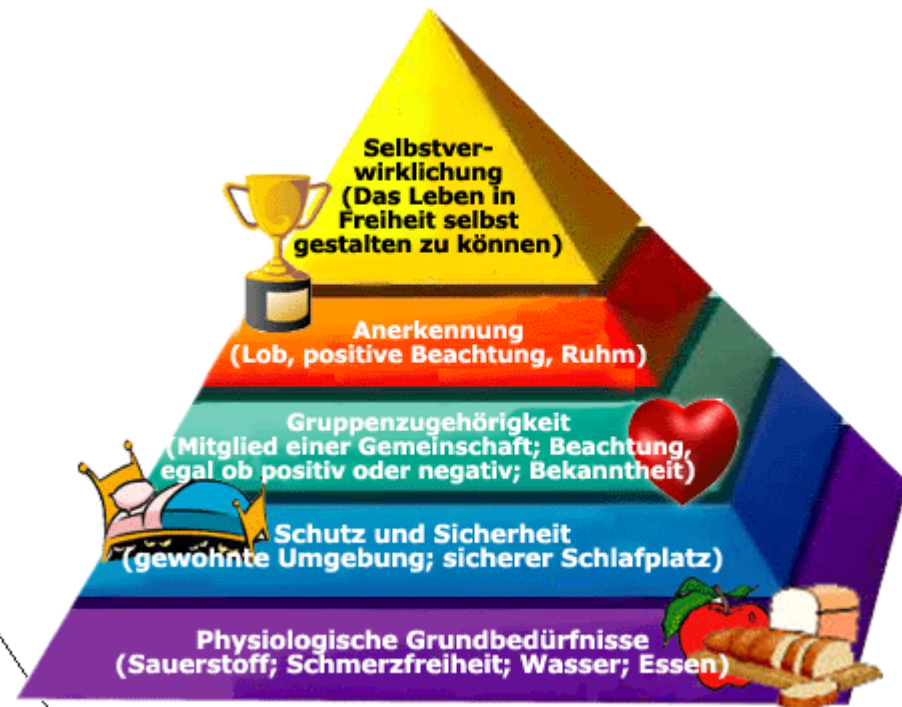 Selbstver-
wirklichung
(Das Leben in
Freiheit selbst
gestalten zu können)
Anerkennung
(Lob, positive Beachtung, Ruhm)
Gruppenzugehörigkeit
(Mitglied einer Gemeinschaft; Beachtung,
egal ob positiv oder negativ; Bekanntheit)
Schutz und Sicherheit
(gewohnte Umgebung; sicherer Schlafplatz)
Physiologische Grundbedürfnisse
(Sauerstoff; Schmerzfreiheit; Wasser; Essen)